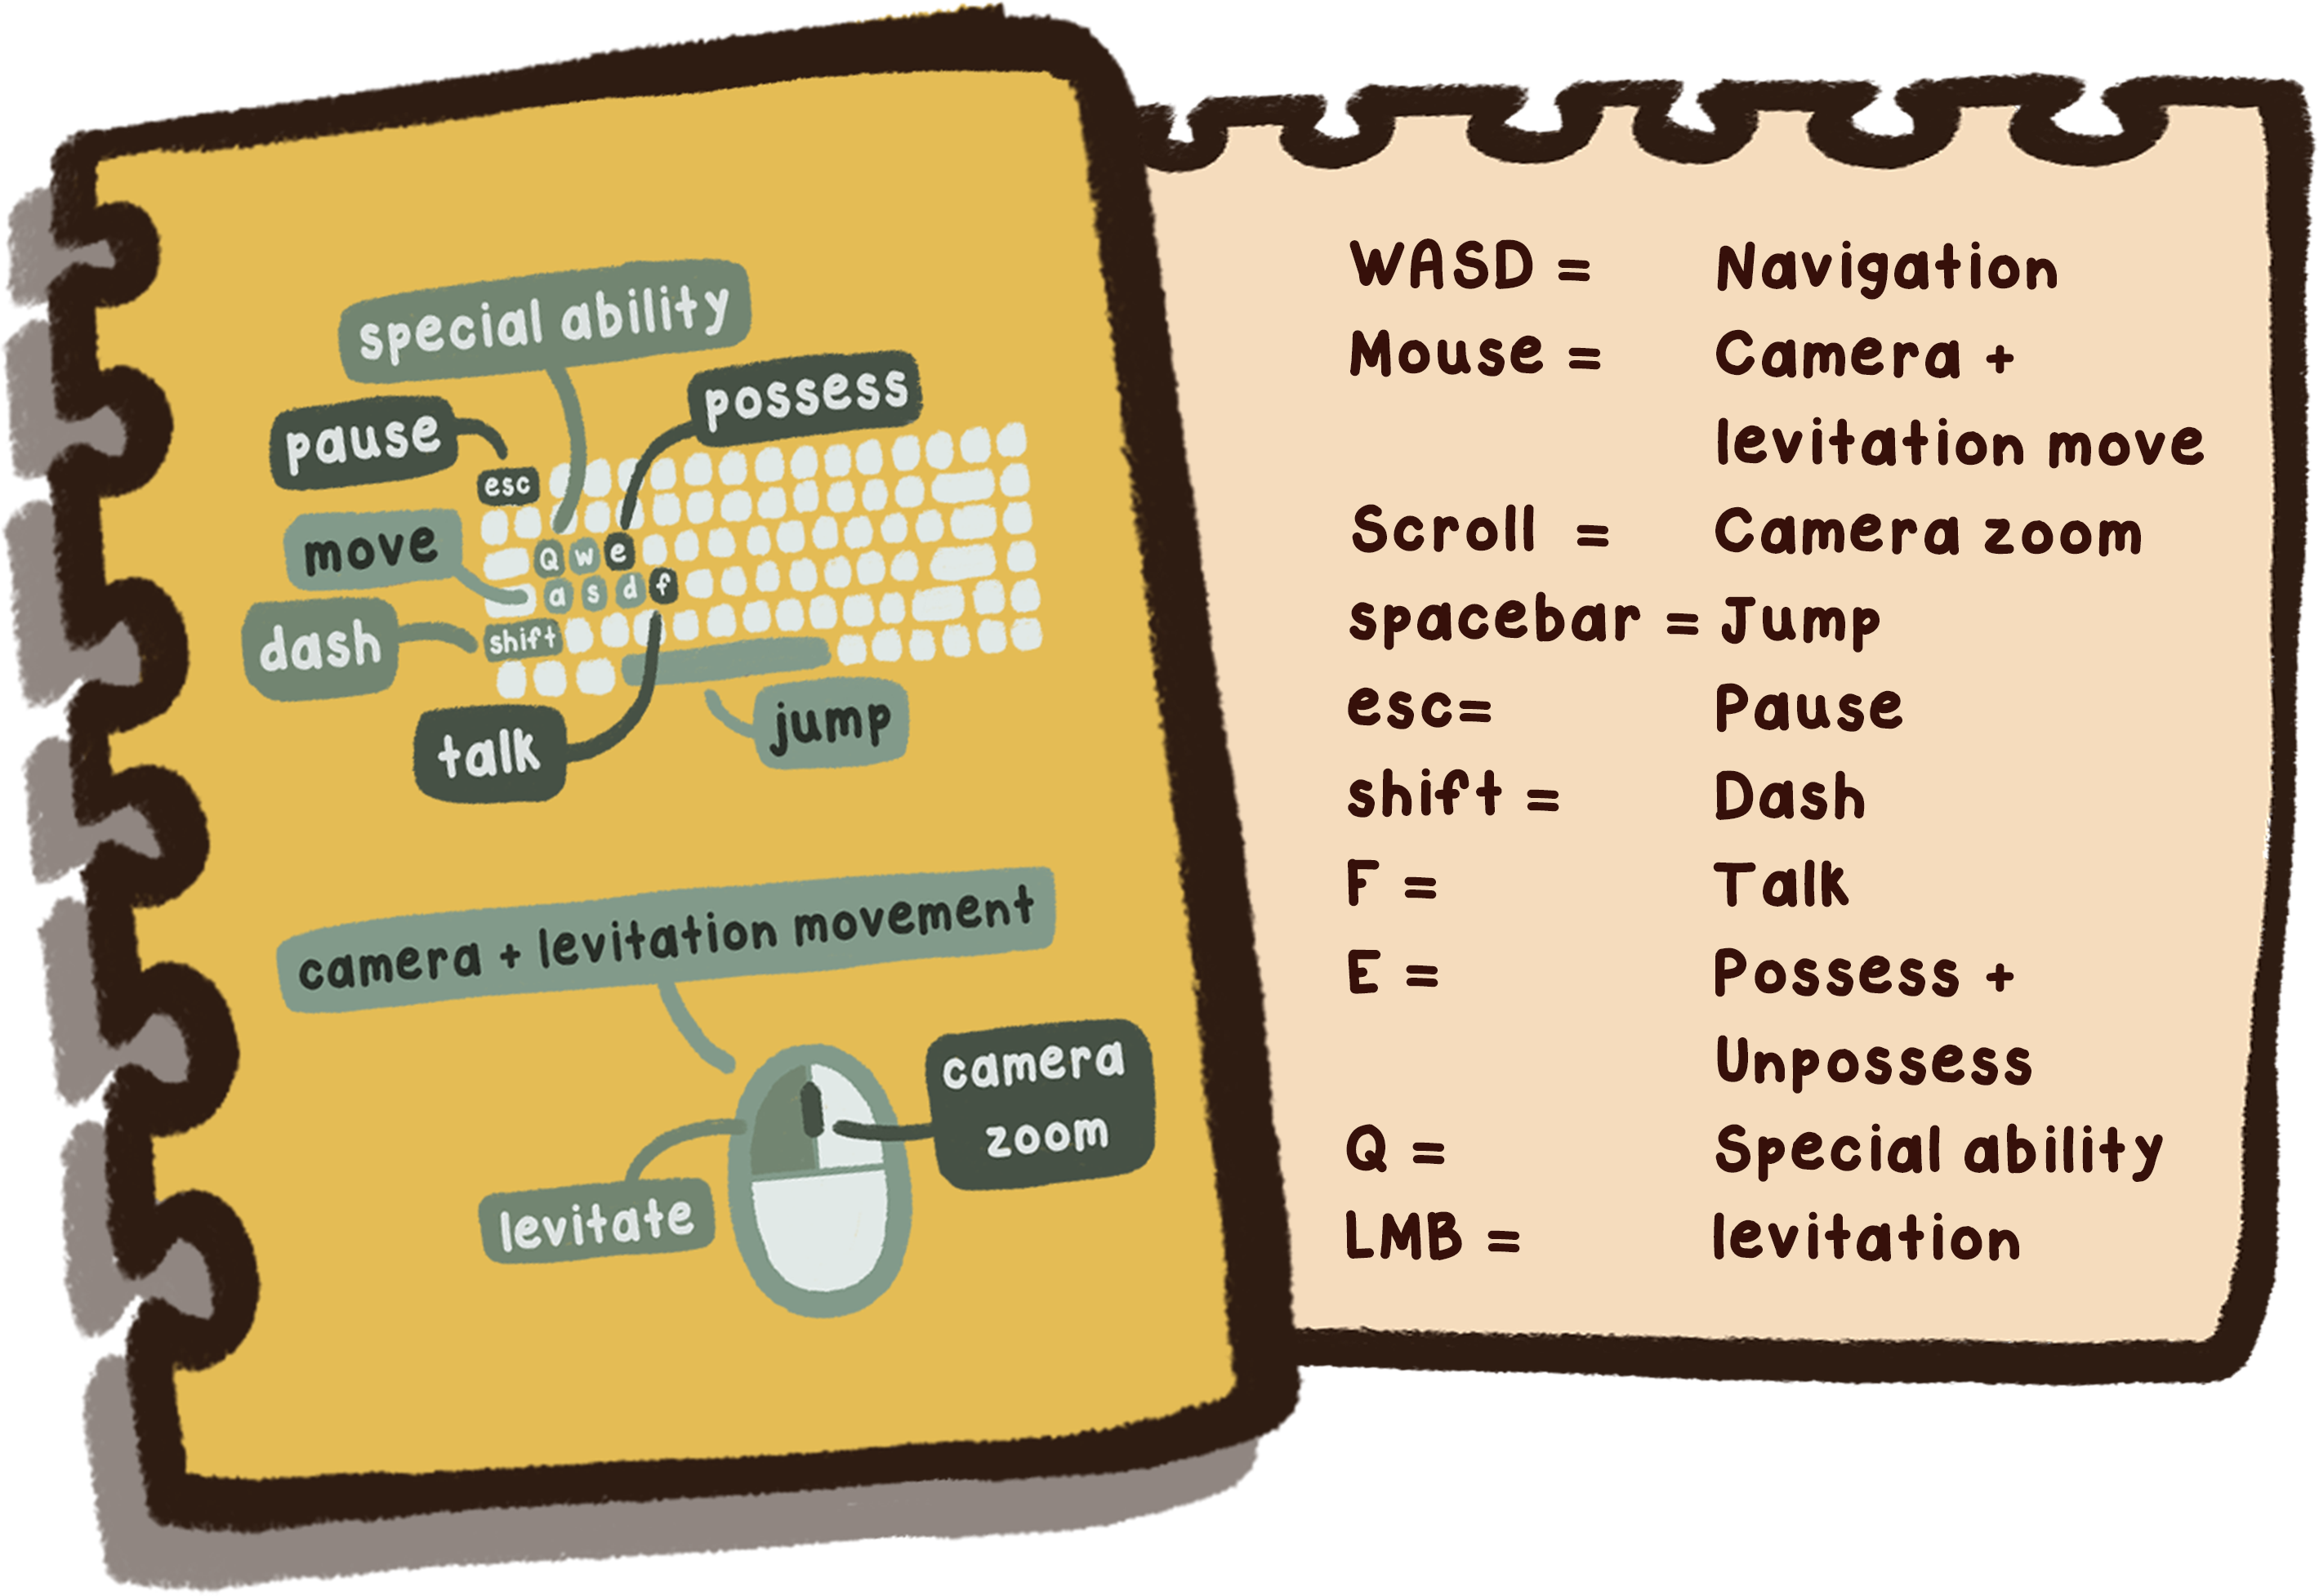 special ability
possess
pause
esc
move
Q w e
a s d f
dash
shift
talk
jump
camera + levitation movement
camera
zoom
levitate
WASD = Navigation
Mouse = Camera +
levitation move
Scroll = Camera zoom
spacebar = Jump
esc= Pause
shift = Dash
F = Talk
E = Possess +
Unpossess
Q = Special ability
LMB = levitation